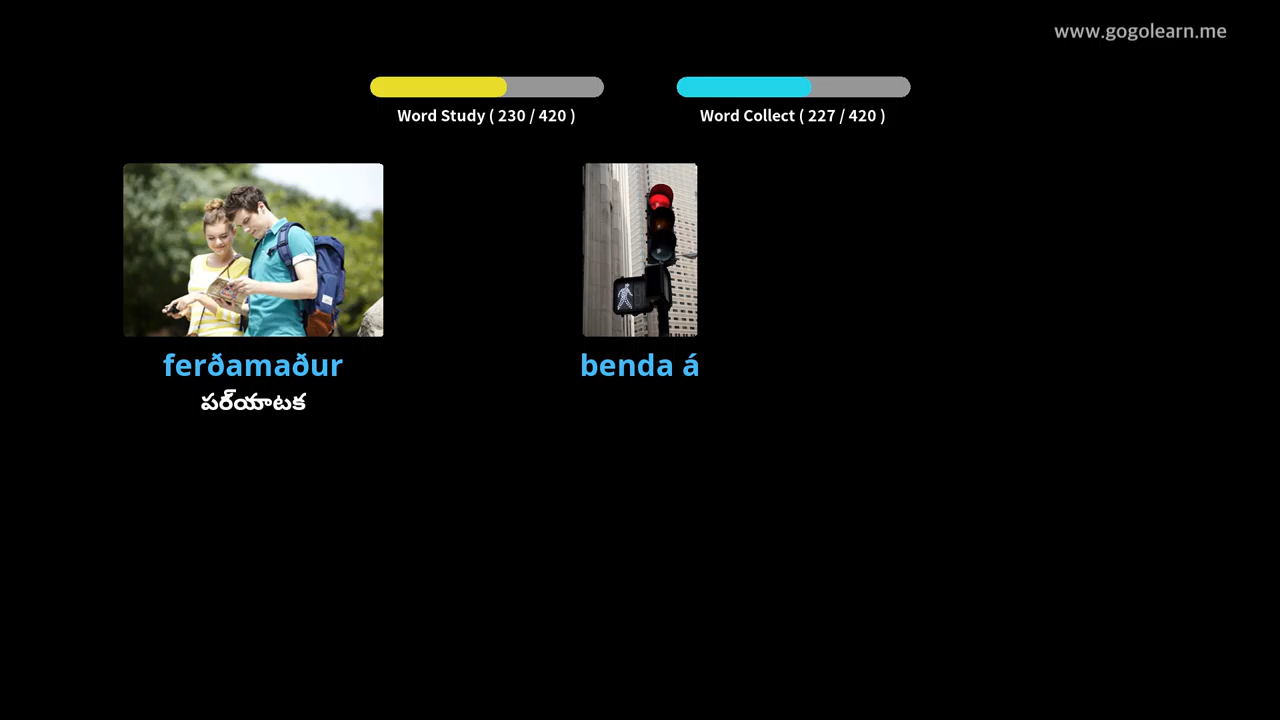 www.gogolearn.me
Word Study ( 230 / 420 )
Word Collect ( 227 / 420 )
ferðamaður
benda á
పర్యాటక